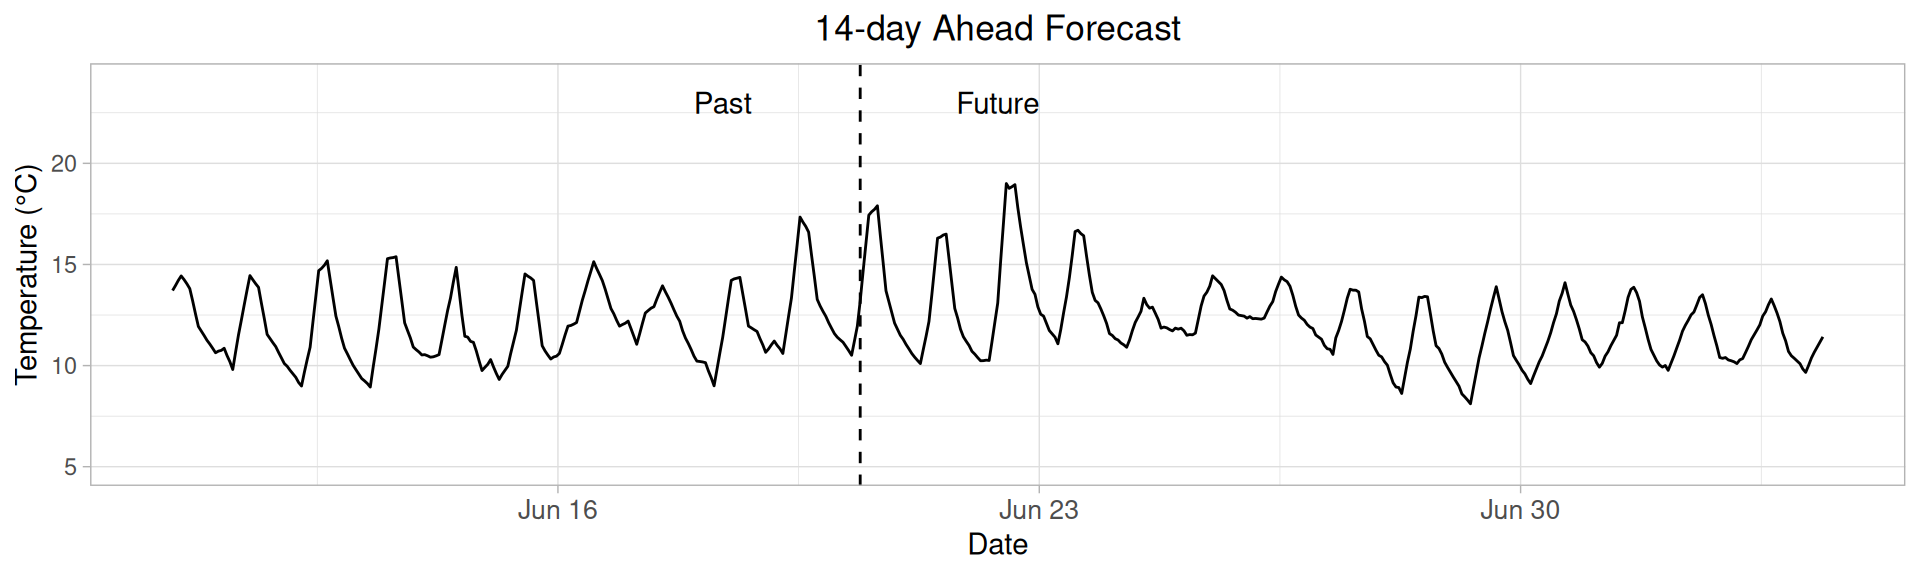 14-day Ahead Forecast
Past
Future
Temperature (°C)
20
15
10
5
Jun 16
Jun 23
Jun 30
Date